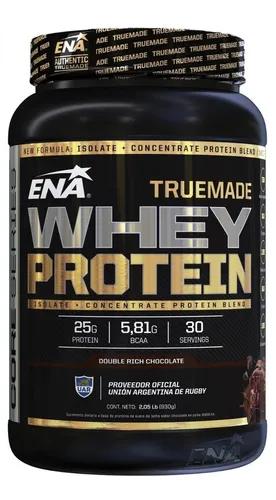 TRUEMADE
ENA
AUTHENTIC
TRUEMADE
NEW FORMULA: ISOLATE + CONCENTRATE PROTEIN BLEND
ENA
TRUEMADE
WHEY
PROTEIN
ISOLATE + CONCENTRATE PROTEIN BLEND
25G
PROTEIN
5,81G
BCAA
30
SERVINGS
DOUBLE RICH CHOCOLATE
UAR
PROVEEDOR OFICIAL
UNIÓN ARGENTINA DE RUGBY
CONT. NETO: 2,05 Lb (930g)
ENA
TRUEMADE